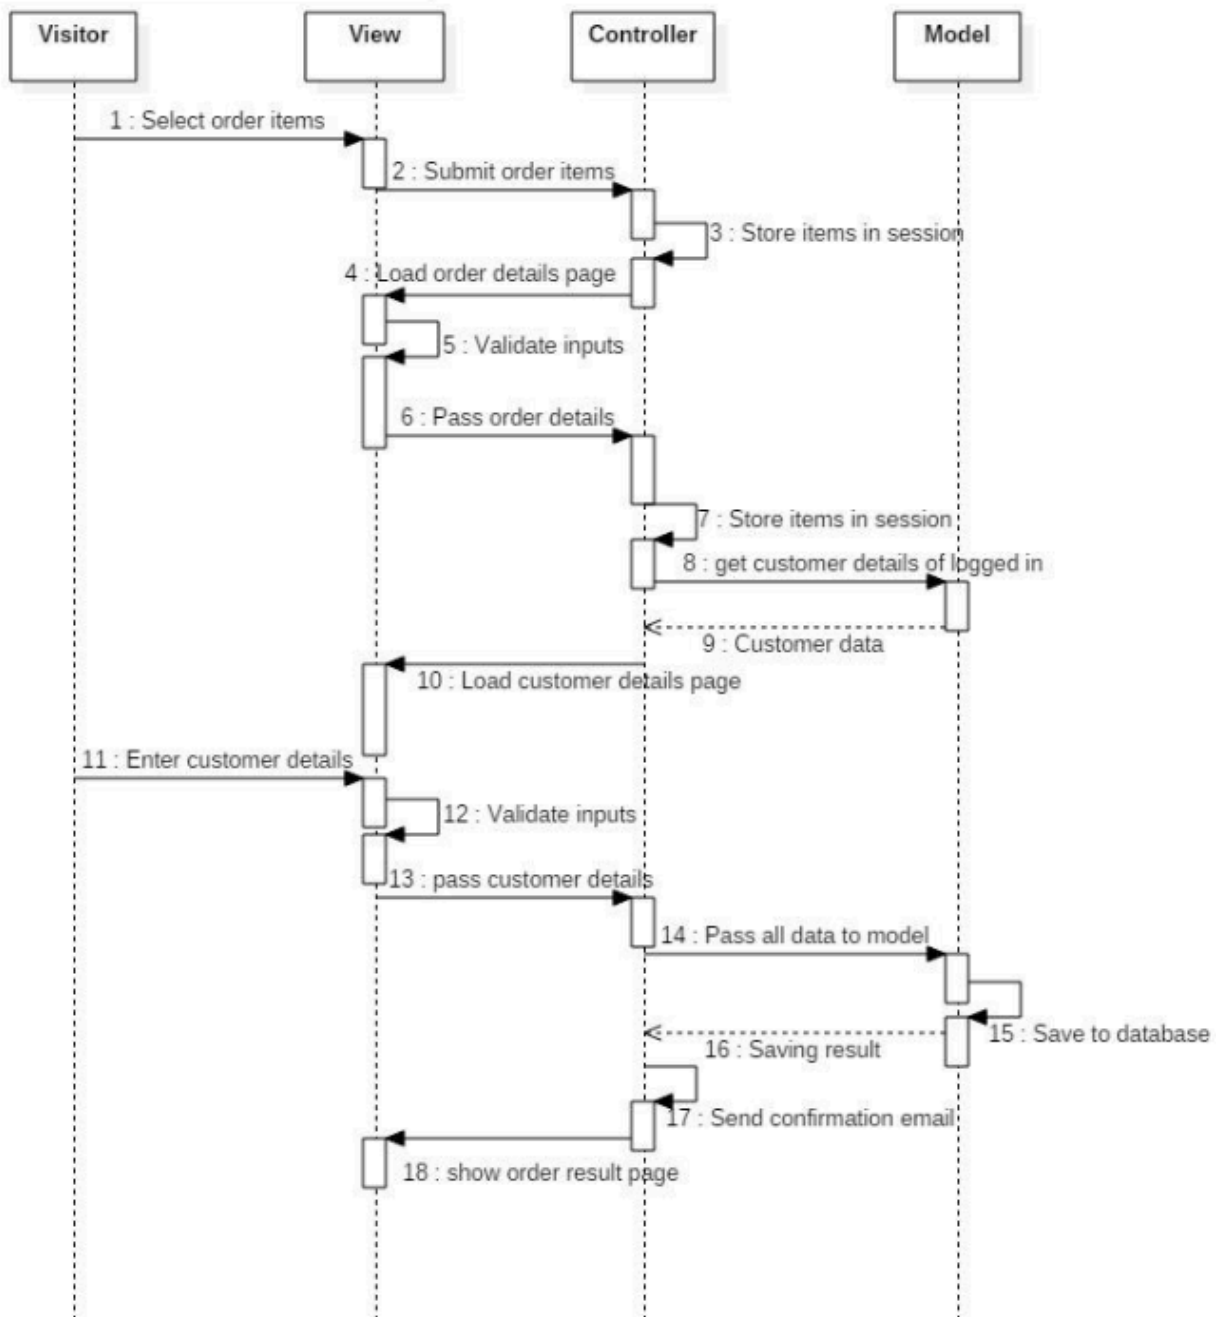 Visitor
View
Controller
Model
1 : Select order items
2 : Submit order items
3 : Store items in session
4 : Load order details page
5 : Validate inputs
6 : Pass order details
7 : Store items in session
8 : get customer details of logged in
9 : Customer data
10 : Load customer details page
11 : Enter customer details
12 : Validate inputs
13 : pass customer details
14 : Pass all data to model
15 : Save to database
16 : Saving result
17 : Send confirmation email
18 : show order result page